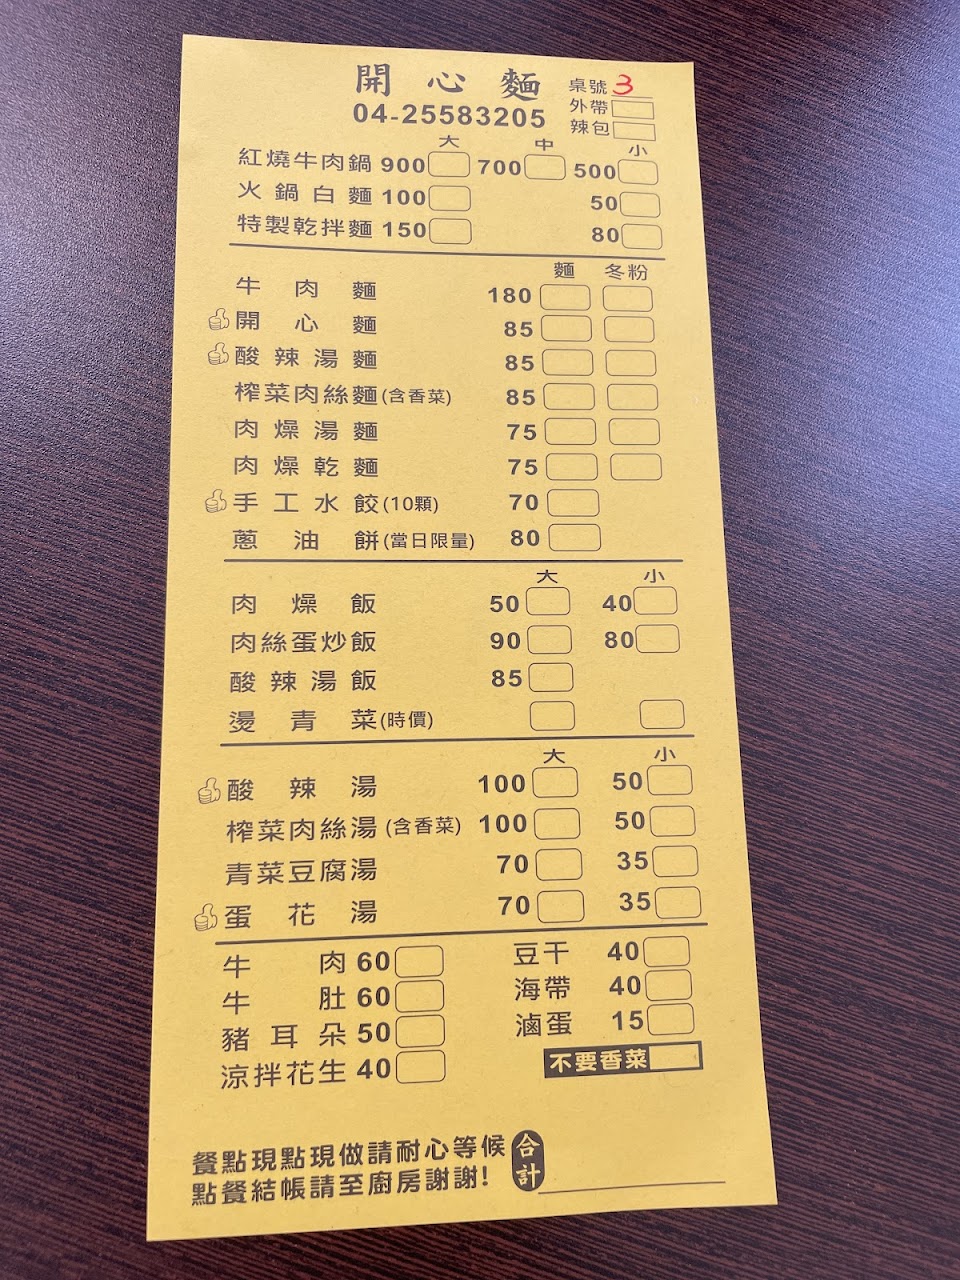 開心麵
桌號 3
04-25583205
外帶
辣包
大 中 小
紅燒牛肉鍋 900 700 500
火鍋白麵 100 50
特製乾拌麵 150 80
麵 冬粉
牛肉麵 180
開心麵 85
酸辣湯麵 85
榨菜肉絲麵(含香菜) 85
肉燥湯麵 75
肉燥乾麵 75
手工水餃(10顆) 70
蔥油餅(當日限量) 80
大 小
肉燥飯 50 40
肉絲蛋炒飯 90 80
酸辣湯飯 85
燙青菜(時價)
大 小
酸辣湯 100 50
榨菜肉絲湯(含香菜) 100 50
青菜豆腐湯 70 35
蛋花湯 70 35
牛肉 60 豆干 40
牛肚 60 海帶 40
豬耳朵 50 滷蛋 15
涼拌花生 40 不要香菜
餐點現點現做請耐心等候
點餐結帳請至廚房謝謝!
合計